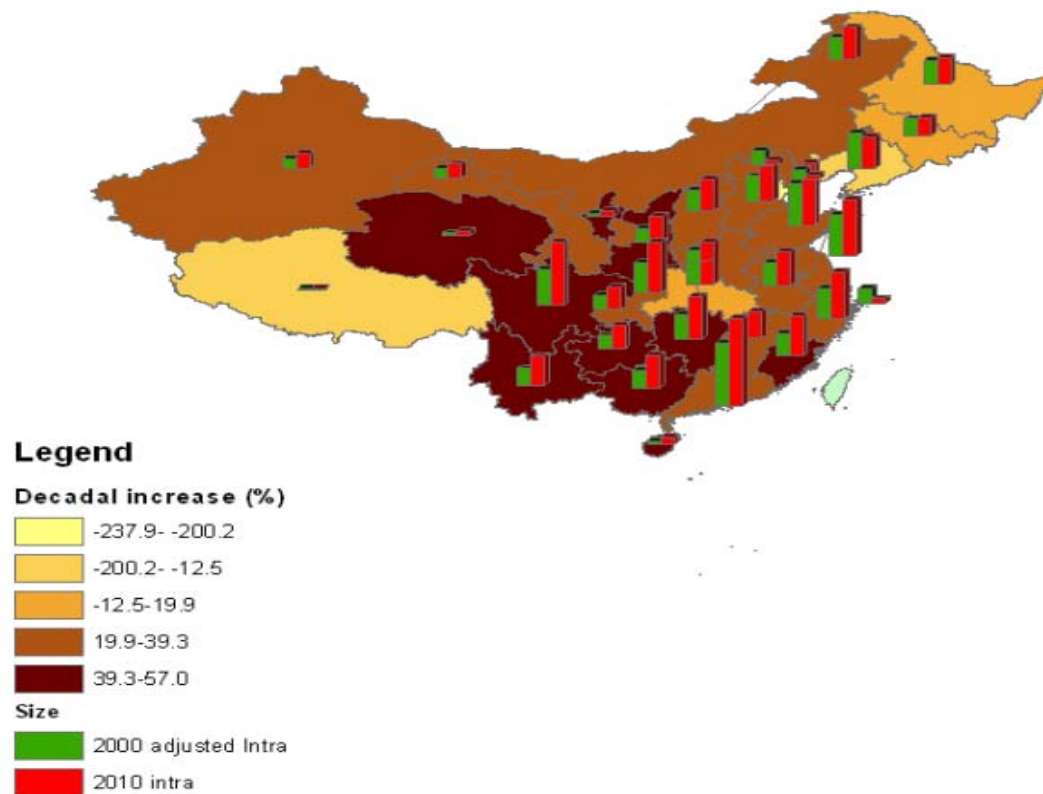 Legend
Decadal increase (%)
-237.9- -200.2
-200.2- -12.5
-12.5-19.9
19.9-39.3
39.3-57.0
Size
2000 adjusted Intra
2010 intra